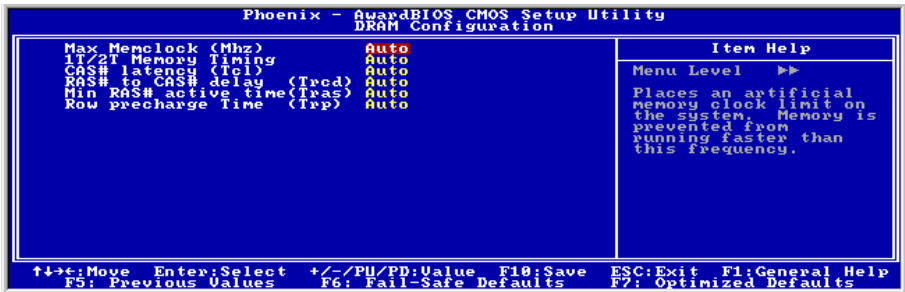 Phoenix - AwardBIOS CMOS Setup Utility
DRAM Configuration
Max Memclock (Mhz) Auto
1T/2T Memory Timing Auto
CAS# latency (Tcl) Auto
RAS# to CAS# delay (Trcd) Auto
Min RAS# active time(Tras) Auto
Row precharge Time (Trp) Auto
Item Help
Menu Level ▶▶
Places an artificial
memory clock limit on
the system. Memory is
prevented from
running faster than
this frequency.
↑↓→←:Move Enter:Select +/-/PU/PD:Value F10:Save ESC:Exit F1:General Help
F5: Previous Values F6: Fail-Safe Defaults F7: Optimized Defaults